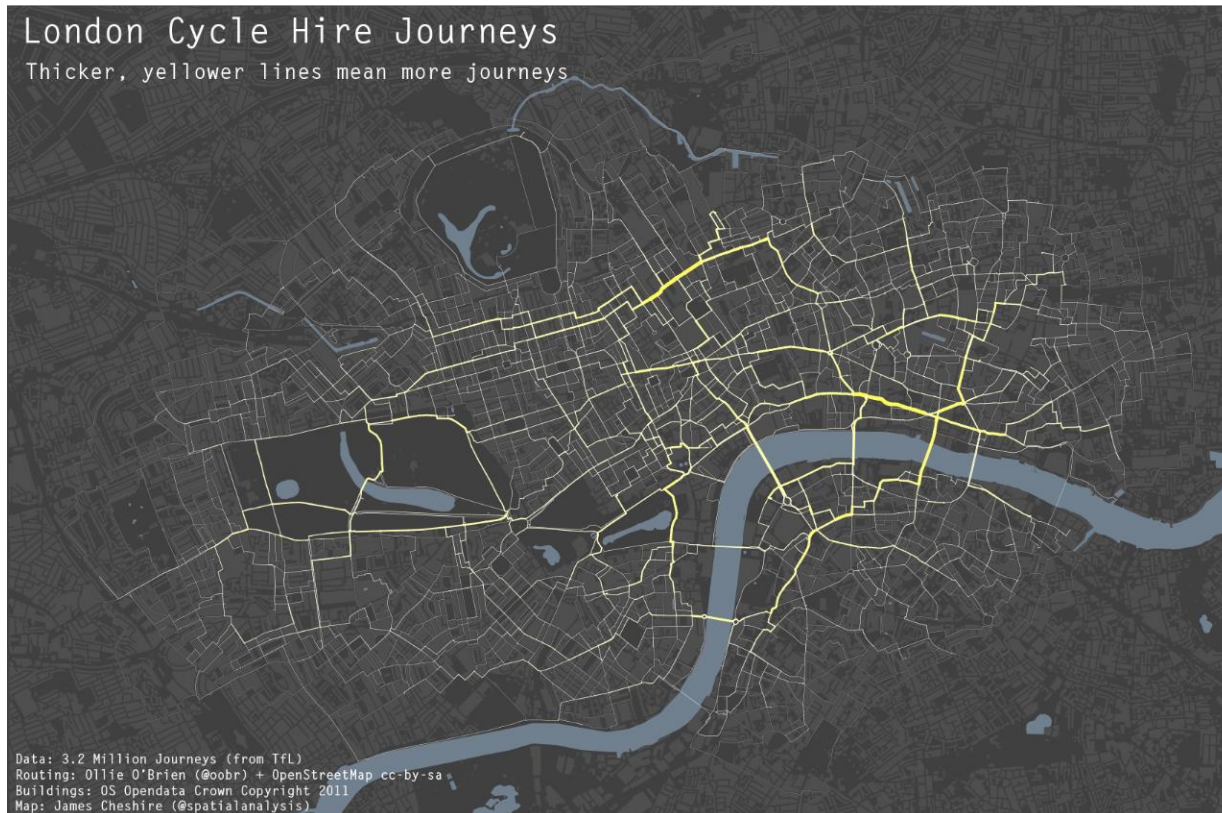 London Cycle Hire Journeys
Thicker, yellower lines mean more journeys
Data: 3.2 Million Journeys (from TfL)
Routing: Ollie O'Brien (@oobr) + OpenStreetMap cc-by-sa
Buildings: OS Opendata Crown Copyright 2011
Map: James Cheshire (@spatialanalysis)